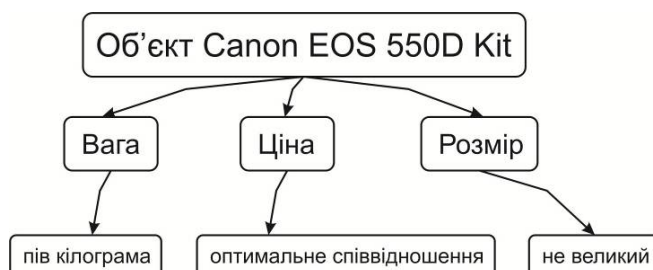 Об’єкт Canon EOS 550D Kit
Вага
Ціна
Розмір
пів кілограма
оптимальне співвідношення
не великий